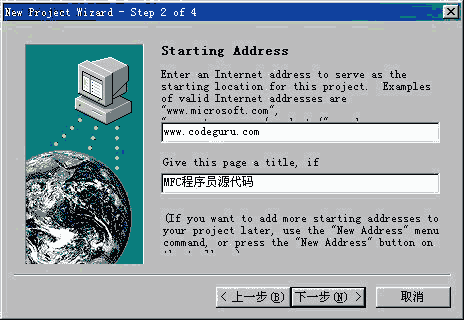 New Project Wizard - Step 2 of 4
Starting Address
Enter an Internet address to serve as the
starting location for this project. Examples
of valid Internet addresses are
"www.microsoft.com",
www.codeguru.com
Give this page a title, if
MFC程序员源代码
(If you want to add more starting addresses to
your project later, use the "New Address" menu
command, or press the "New Address" button on
< 上一步(B)
下一步(N) >
取消